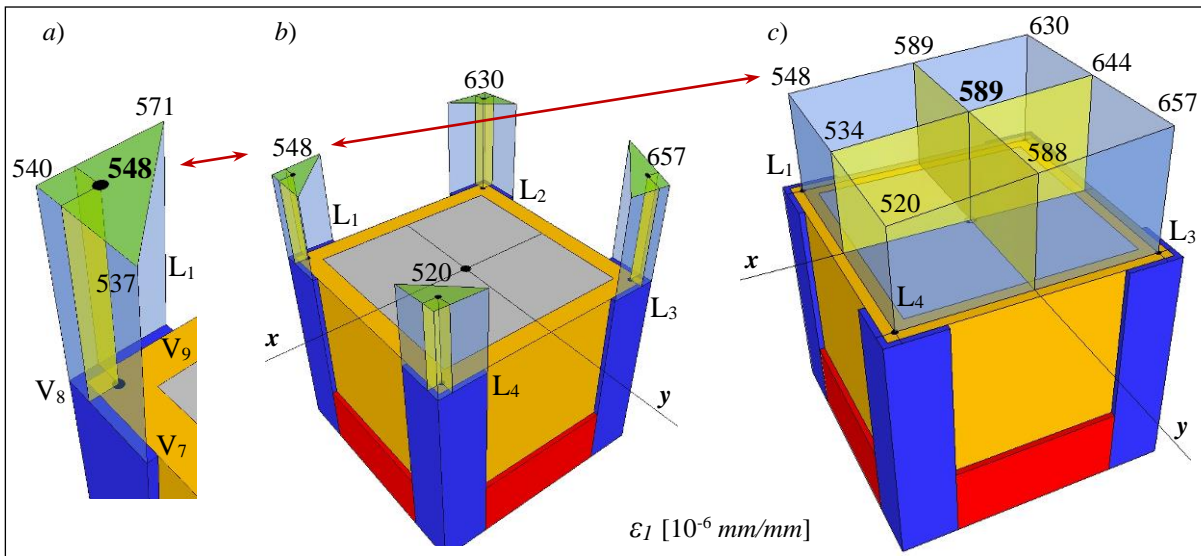 a)
571
540
548
537
L₁
V₉
V₈
V₇
b)
630
548
657
L₂
L₁
520
L₃
x
L₄
y
c)
630
589
548
644
589
657
534
588
L₁
520
L₃
x
L₄
y
ε₁ [10⁻⁶ mm/mm]